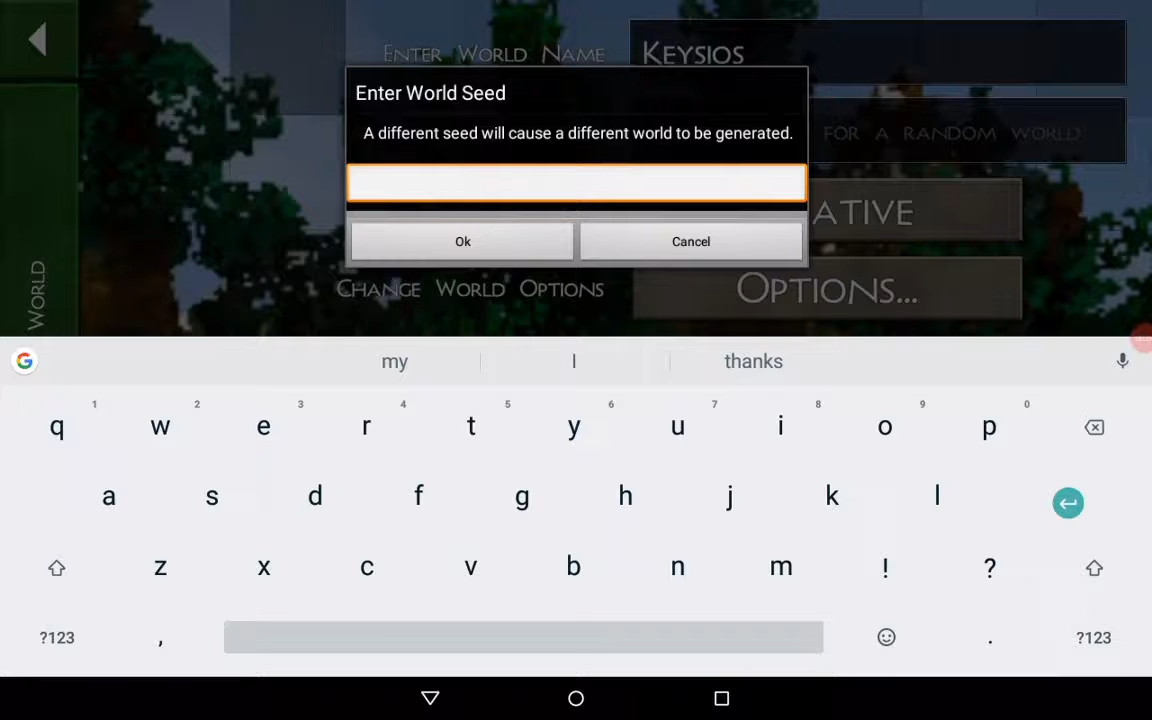 Enter World Name
Keysios
Enter World Seed
A different seed will cause a different world to be generated.
for a random world
ative
Ok
Cancel
Change World Options
Options...
World
my
I
thanks
1 2 3 4 5 6 7 8 9 0
q w e r t y u i o p
a s d f g h j k l
z x c v b n m ! ?
?123 , . ?123